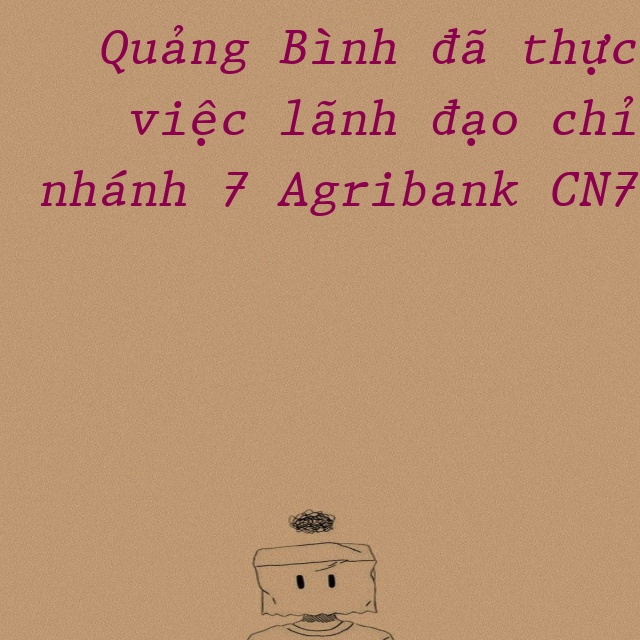 Quảng Bình đã thực
việc lãnh đạo chỉ
nhánh 7 Agribank CN7